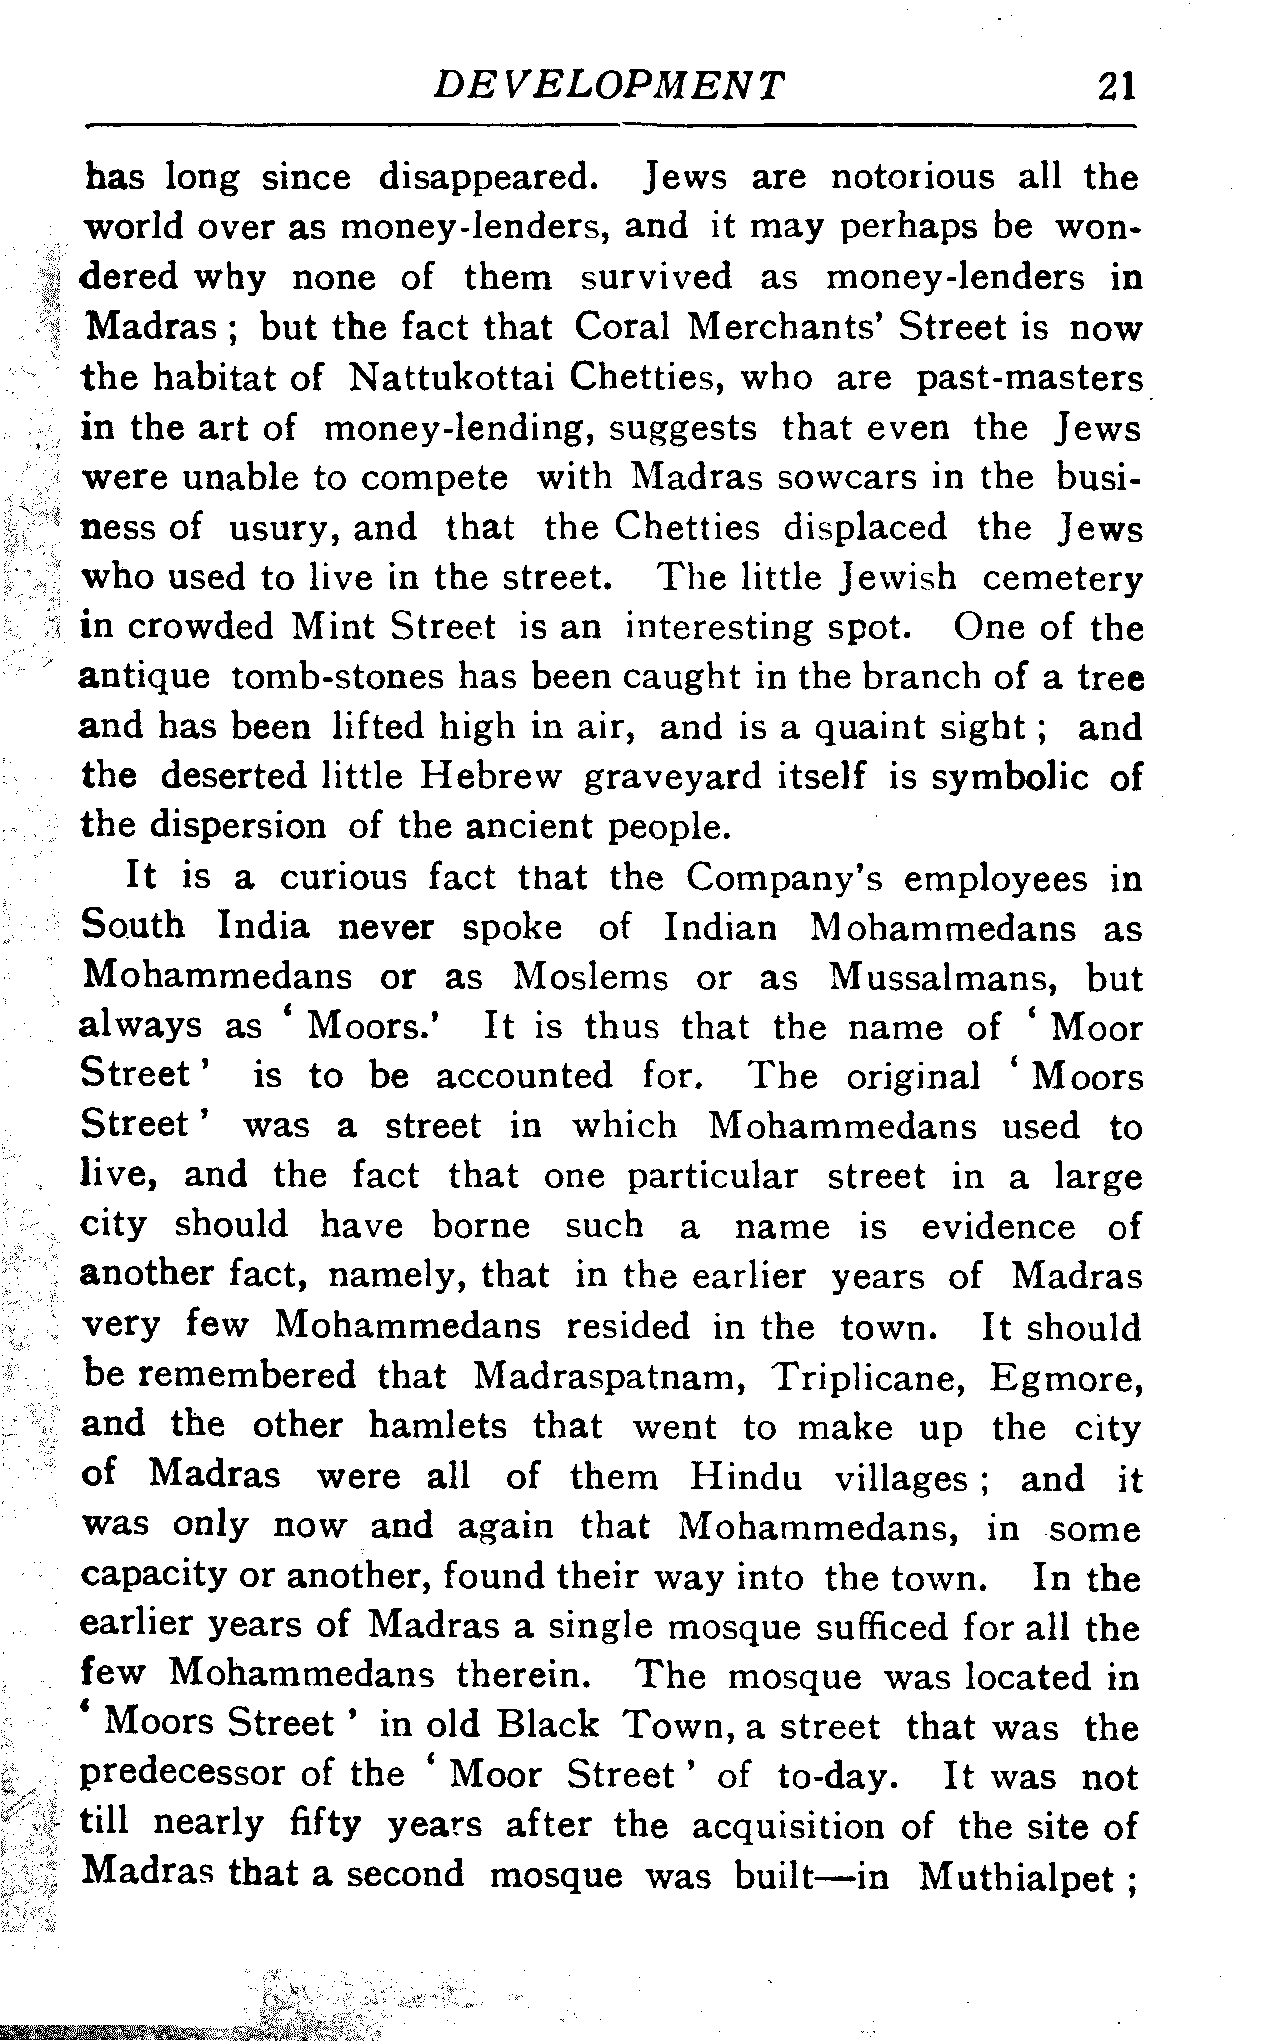 DEVELOPMENT 21
has long since disappeared. Jews are notorious all the
world over as money-lenders, and it may perhaps be won-
dered why none of them survived as money-lenders in
Madras ; but the fact that Coral Merchants' Street is now
the habitat of Nattukottai Chetties, who are past-masters
in the art of money-lending, suggests that even the Jews
were unable to compete with Madras sowcars in the busi-
ness of usury, and that the Chetties displaced the Jews
who used to live in the street. The little Jewish cemetery
in crowded Mint Street is an interesting spot. One of the
antique tomb-stones has been caught in the branch of a tree
and has been lifted high in air, and is a quaint sight ; and
the deserted little Hebrew graveyard itself is symbolic of
the dispersion of the ancient people.
It is a curious fact that the Company's employees in
South India never spoke of Indian Mohammedans as
Mohammedans or as Moslems or as Mussalmans, but
always as ‘ Moors.’ It is thus that the name of ‘ Moor
Street ’ is to be accounted for. The original ‘ Moors
Street ’ was a street in which Mohammedans used to
live, and the fact that one particular street in a large
city should have borne such a name is evidence of
another fact, namely, that in the earlier years of Madras
very few Mohammedans resided in the town. It should
be remembered that Madraspatnam, Triplicane, Egmore,
and the other hamlets that went to make up the city
of Madras were all of them Hindu villages ; and it
was only now and again that Mohammedans, in some
capacity or another, found their way into the town. In the
earlier years of Madras a single mosque sufficed for all the
few Mohammedans therein. The mosque was located in
‘ Moors Street ’ in old Black Town, a street that was the
predecessor of the ‘ Moor Street ’ of to-day. It was not
till nearly fifty years after the acquisition of the site of
Madras that a second mosque was built—in Muthialpet ;